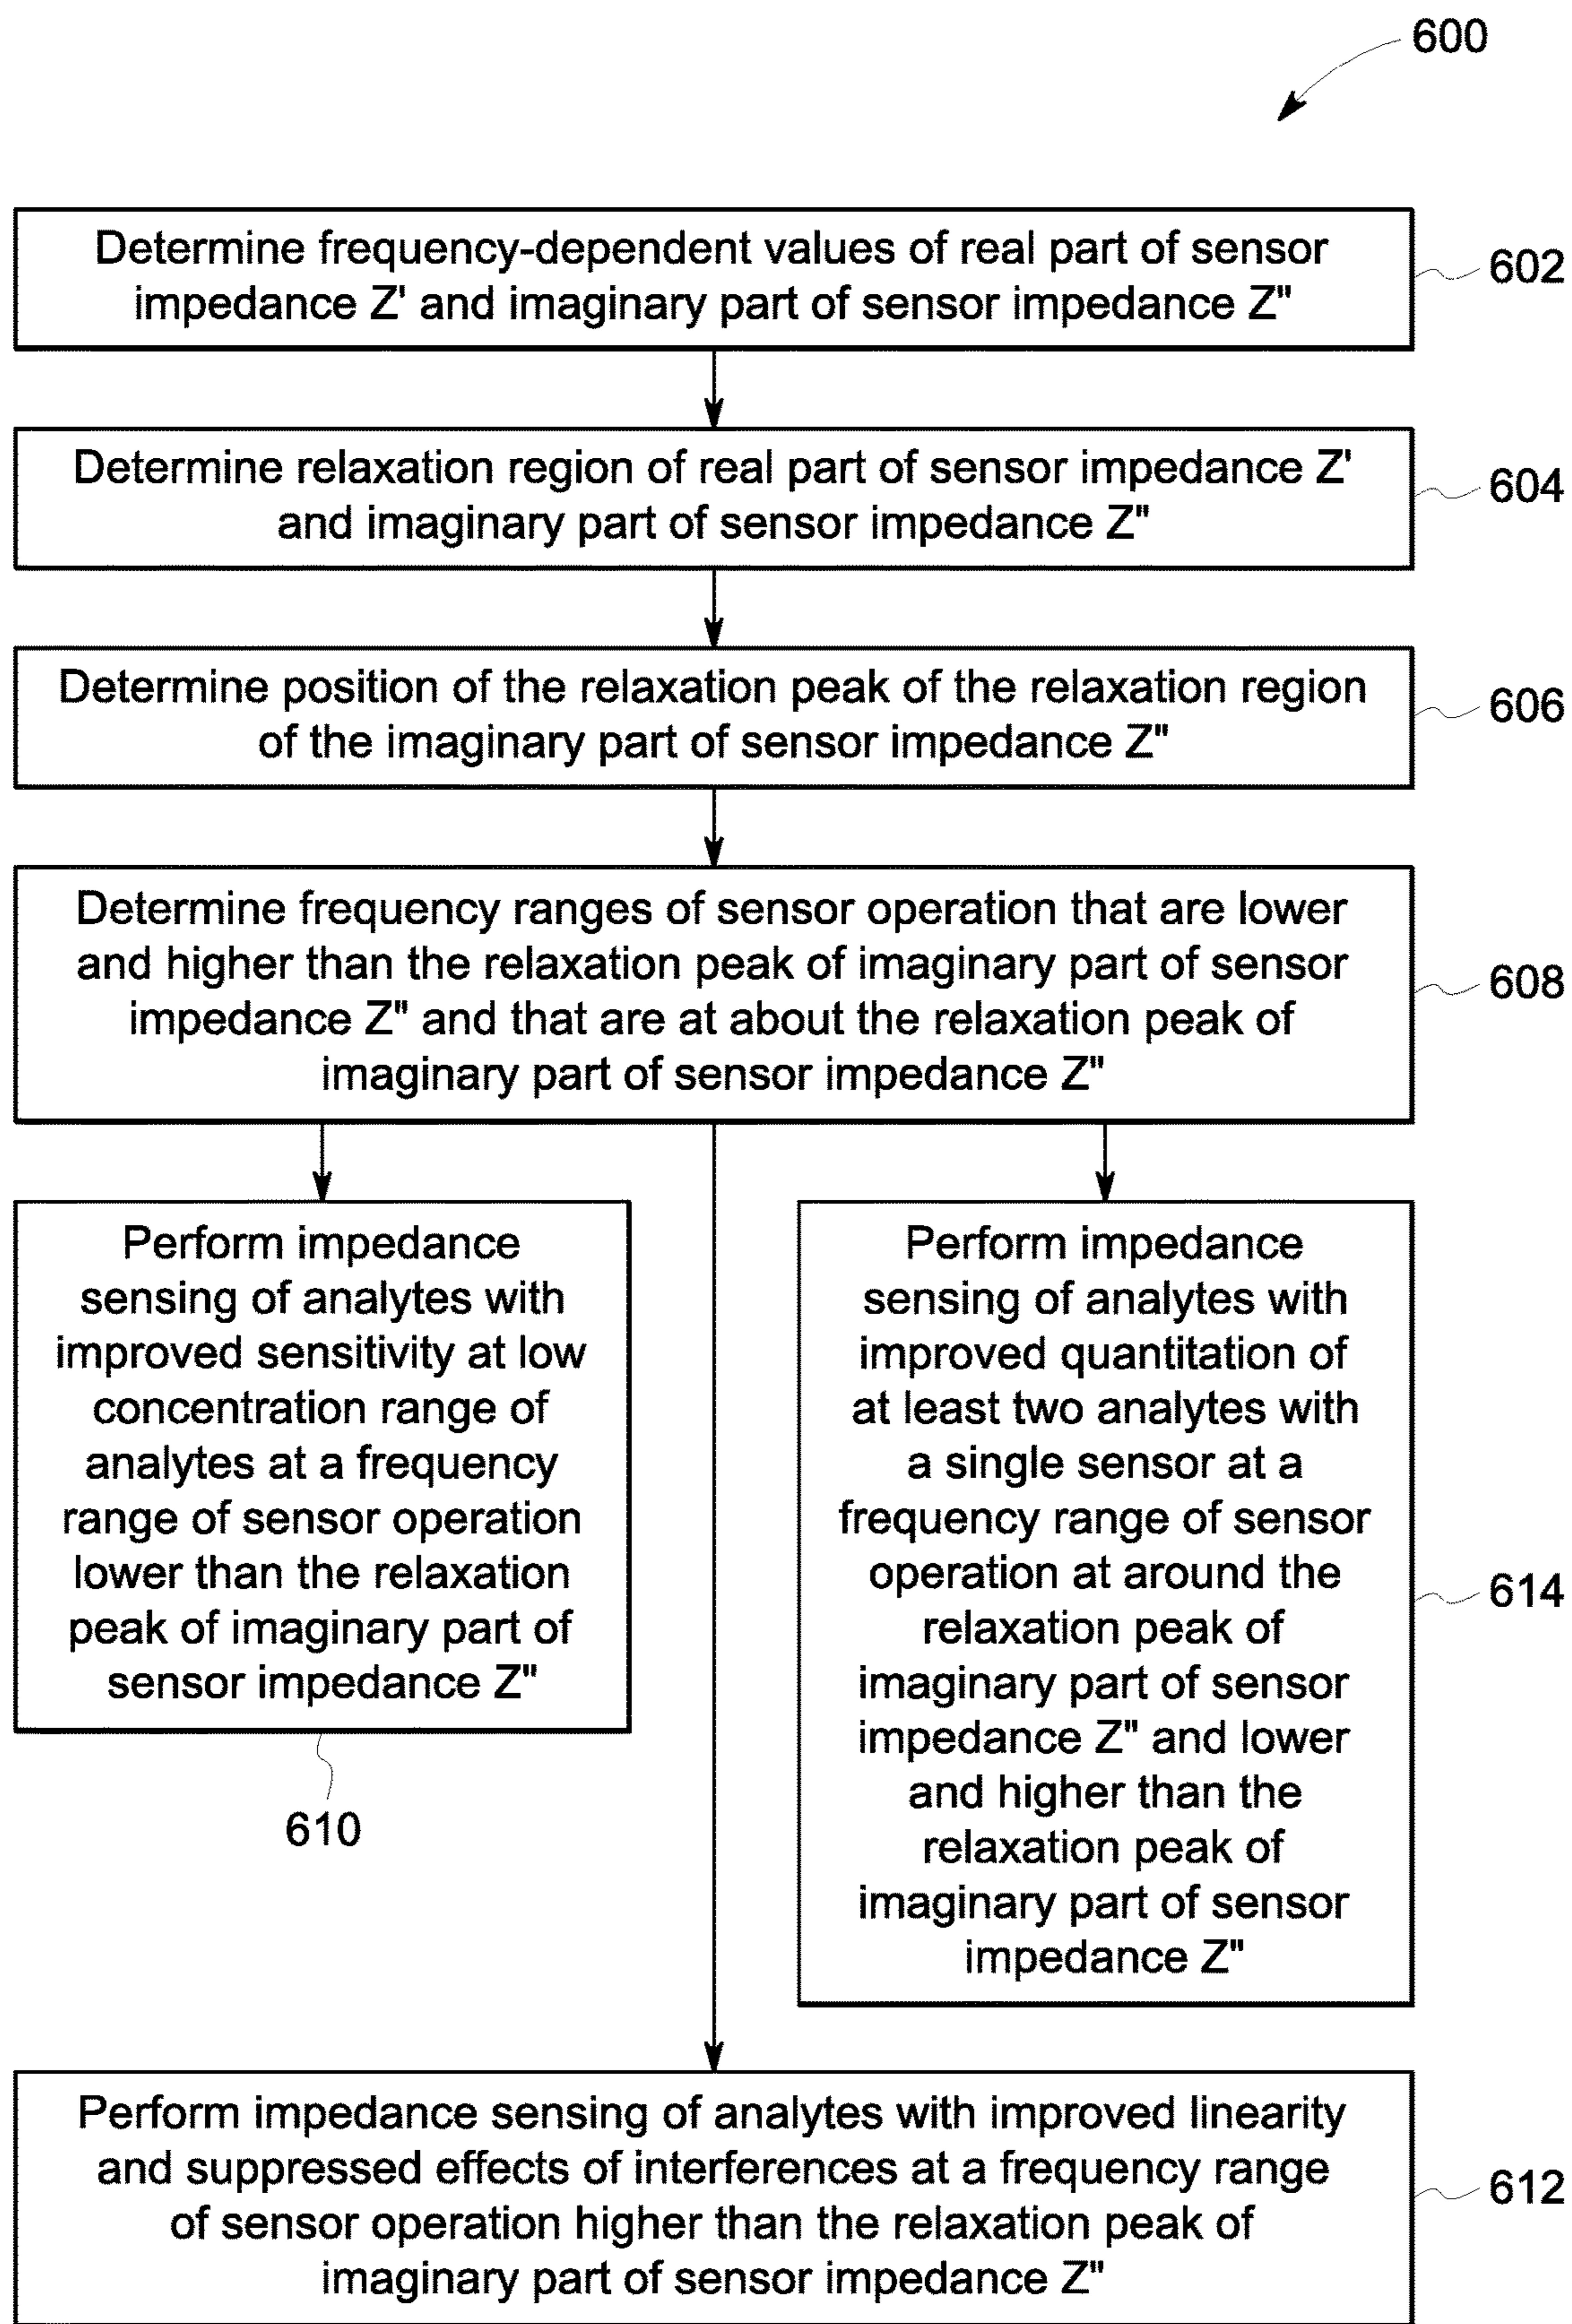 600
Determine frequency-dependent values of real part of sensor
impedance Z' and imaginary part of sensor impedance Z"
602
Determine relaxation region of real part of sensor impedance Z'
and imaginary part of sensor impedance Z"
604
Determine position of the relaxation peak of the relaxation region
of the imaginary part of sensor impedance Z"
606
Determine frequency ranges of sensor operation that are lower
and higher than the relaxation peak of imaginary part of sensor
impedance Z" and that are at about the relaxation peak of
imaginary part of sensor impedance Z"
608
Perform impedance
sensing of analytes with
improved sensitivity at low
concentration range of
analytes at a frequency
range of sensor operation
lower than the relaxation
peak of imaginary part of
sensor impedance Z"
610
Perform impedance
sensing of analytes with
improved quantitation of
at least two analytes with
a single sensor at a
frequency range of sensor
operation at around the
relaxation peak of
imaginary part of sensor
impedance Z" and lower
and higher than the
relaxation peak of
imaginary part of sensor
impedance Z"
614
Perform impedance sensing of analytes with improved linearity
and suppressed effects of interferences at a frequency range
of sensor operation higher than the relaxation peak of
imaginary part of sensor impedance Z"
612